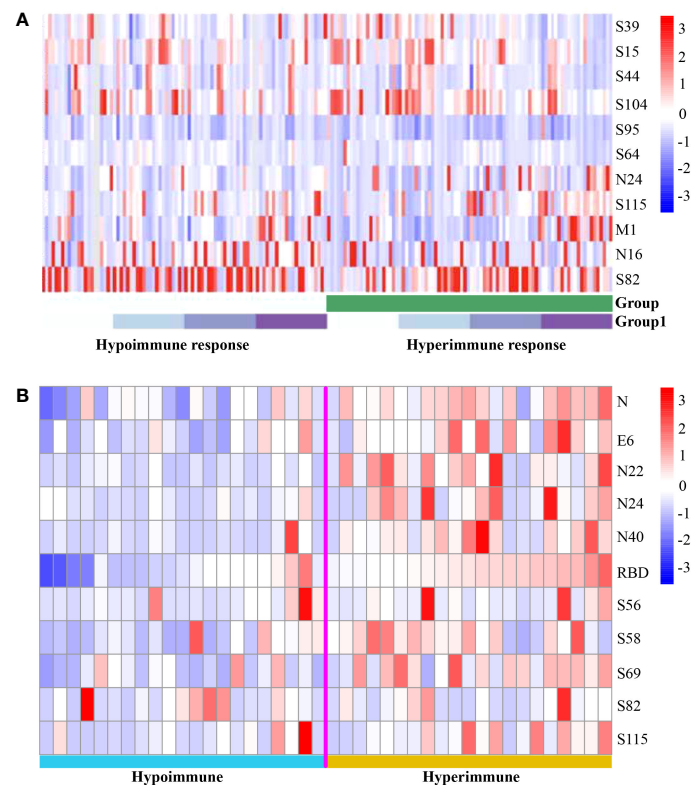 A
S39
S15
S44
S104
S95
S64
N24
S115
M1
N16
S82
3
2
1
0
-1
-2
-3
Group
Group1
Hypoimmune response
Hyperimmune response
B
N
E6
N22
N24
N40
RBD
S56
S58
S69
S82
S115
3
2
1
0
-1
-2
-3
Hypoimmune
Hyperimmune